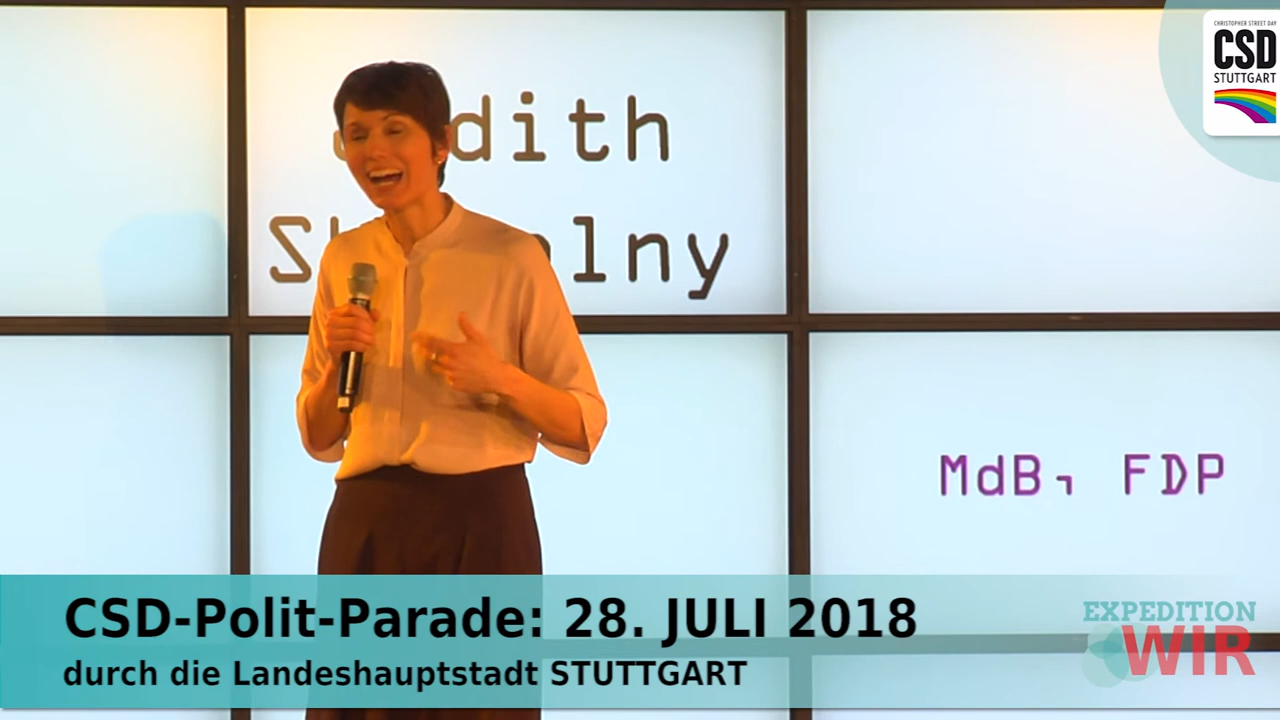 CHRISTOPHER STREET DAY
CSD
STUTTGART
MdB, FDP
CSD-Polit-Parade: 28. JULI 2018
durch die Landeshauptstadt STUTTGART
EXPEDITION
WIR